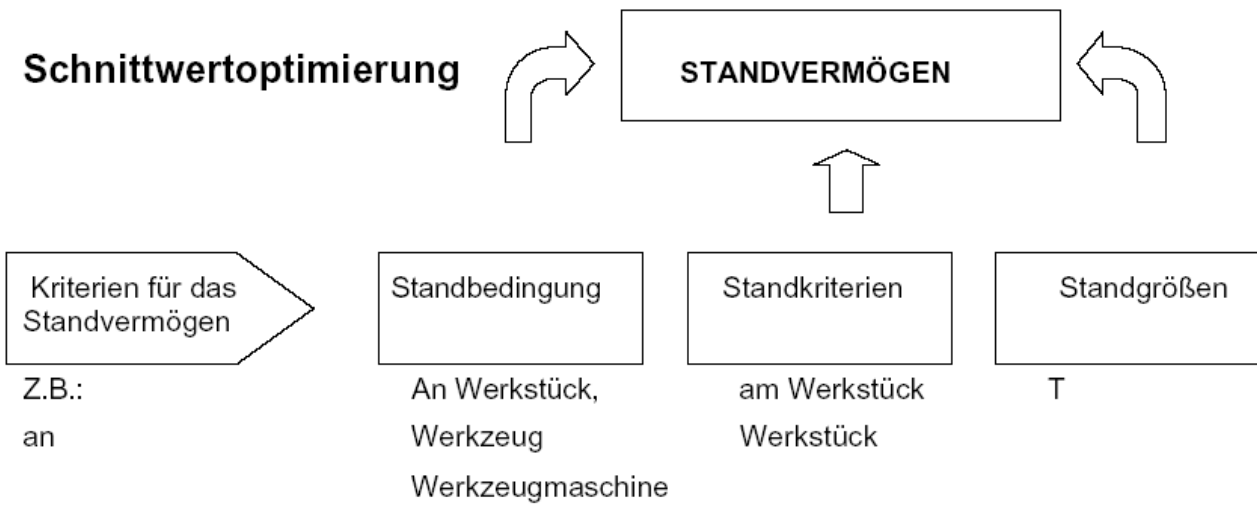 Schnittwertoptimierung
STANDVERMÖGEN
Kriterien für das
Standvermögen
Standbedingung
Standkriterien
Standgrößen
Z.B.:
an
An Werkstück,
Werkzeug
Werkzeugmaschine
am Werkstück
Werkstück
T